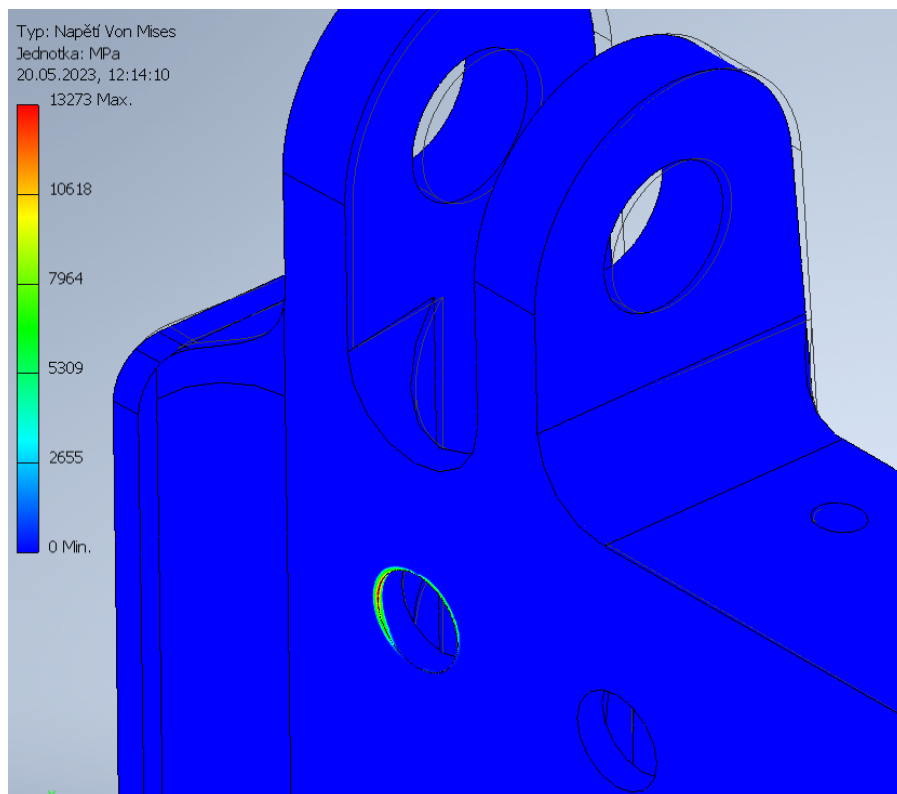 Typ: Napětí Von Mises
Jednotka: MPa
20.05.2023, 12:14:10
13273 Max.
10618
7964
5309
2655
0 Min.